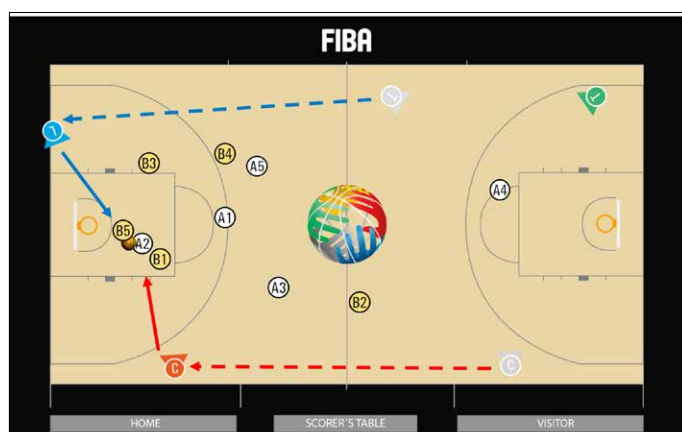 FIBA
B3
B4
A5
A4
A1
B5
A2
B1
A3
B2
C
C
HOME
SCORER'S TABLE
VISITOR